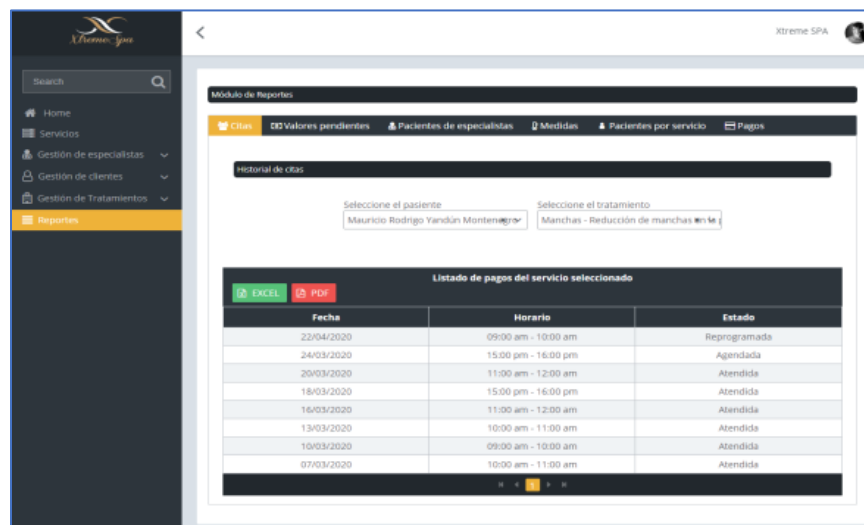 Xtreme Spa
Xtreme SPA
Search
Home
Servicios
Gestión de especialistas
Gestión de clientes
Gestión de Tratamientos
Reportes
Módulo de Reportes
Citas Valores pendientes Pacientes de especialistas Medidas Pacientes por servicio Pagos
Historial de citas
Seleccione el pasiente Seleccione el tratamiento
Mauricio Rodrigo Yandún Montenegro Manchas - Reducción de manchas en la
Listado de pagos del servicio seleccionado
EXCEL PDF
Fecha Horario Estado
22/04/2020 09:00 am - 10:00 am Reprogramada
24/03/2020 15:00 pm - 16:00 pm Agendada
20/03/2020 11:00 am - 12:00 am Atendida
18/03/2020 15:00 pm - 16:00 pm Atendida
16/03/2020 11:00 am - 12:00 am Atendida
13/03/2020 10:00 am - 11:00 am Atendida
10/03/2020 09:00 am - 10:00 am Atendida
07/03/2020 10:00 am - 11:00 am Atendida
1